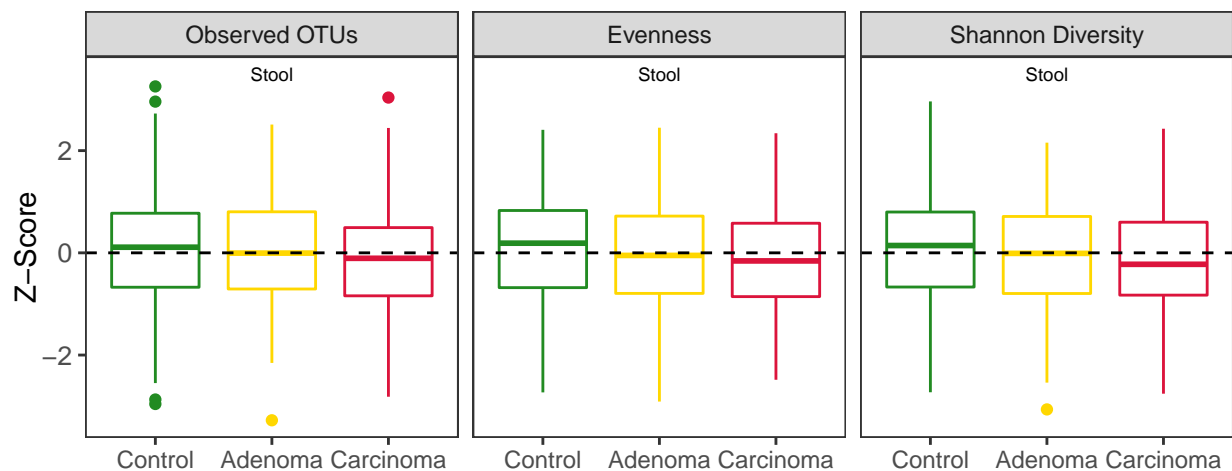 Observed OTUs Evenness Shannon Diversity
Stool Stool Stool
2
0
−2
Z−Score
Control Adenoma Carcinoma Control Adenoma Carcinoma Control Adenoma Carcinoma